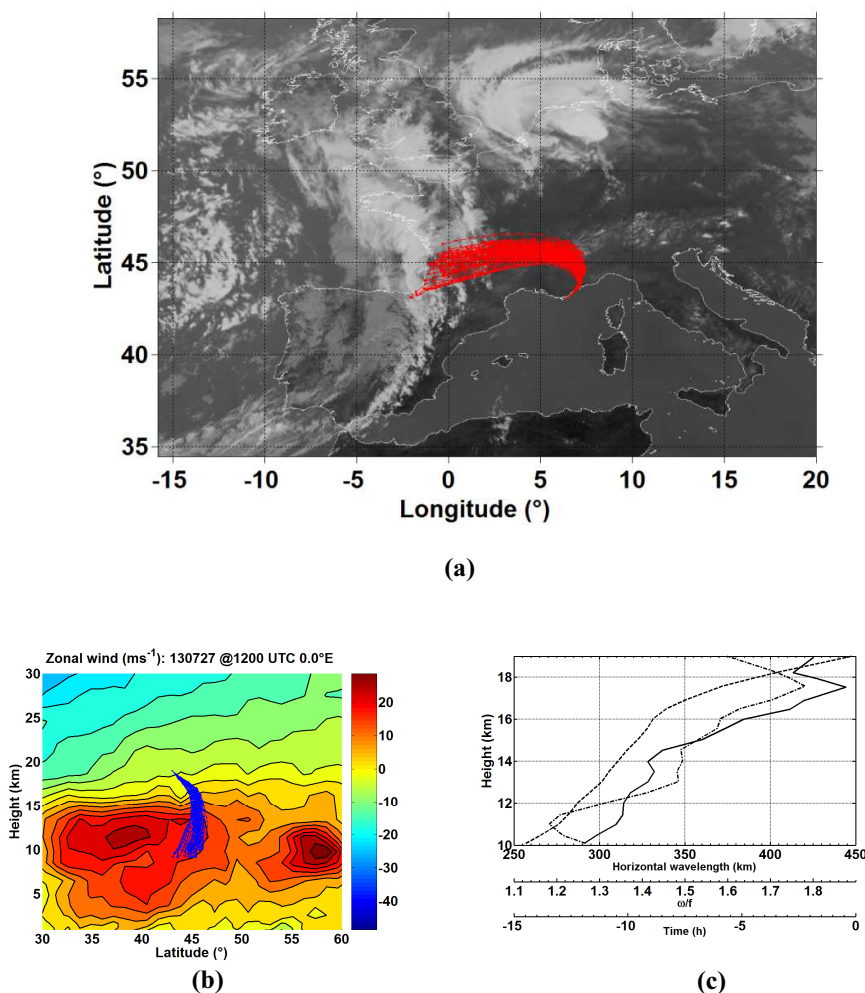 55
50
45
40
35
Latitude (°)
-15 -10 -5 0 5 10 15 20
Longitude (°)
(a)
Zonal wind (ms-1): 130727 @1200 UTC 0.0°E
30
25
20
15
10
5
Height (km)
30 35 40 45 50 55 60
Latitude (°)
20
10
0
-10
-20
-30
-40
(b)
18
16
14
12
10
Height (km)
250 300 350 400 450
Horizontal wavelength (km)
1.1 1.2 1.3 1.4 1.5 1.6 1.7 1.8
ω/f
-15 -10 -5 0
Time (h)
(c)